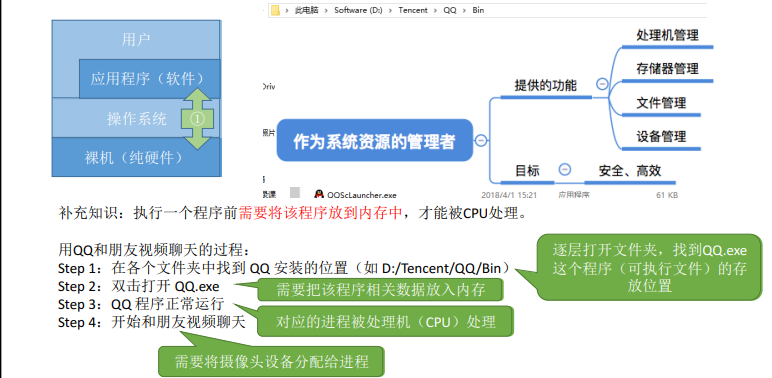 此电脑 > Software (D:) > Tencent > QQ > Bin
用户
应用程序（软件）
操作系统
①
裸机（纯硬件）
Driv
照片
录课
作为系统资源的管理者
提供的功能
处理机管理
存储器管理
文件管理
设备管理
目标
安全、高效
QQScLauncher.exe
2018/4/1 15:21
应用程序
61 KB
补充知识：执行一个程序前需要将该程序放到内存中，才能被CPU处理。
用QQ和朋友视频聊天的过程：
Step 1：在各个文件夹中找到 QQ 安装的位置（如 D:/Tencent/QQ/Bin）
逐层打开文件夹，找到QQ.exe
这个程序（可执行文件）的存
放位置
Step 2：双击打开 QQ.exe
需要把该程序相关数据放入内存
Step 3：QQ 程序正常运行
对应的进程被处理机（CPU）处理
Step 4：开始和朋友视频聊天
需要将摄像头设备分配给进程